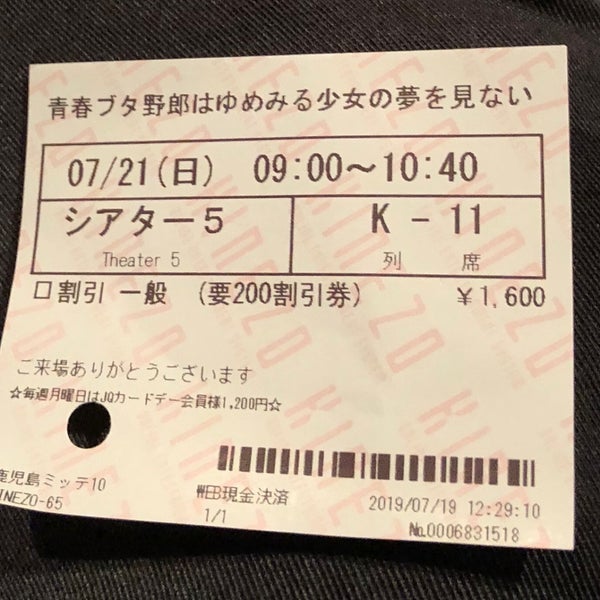 青春ブタ野郎はゆめみる少女の夢を見ない
07/21(日) 09:00〜10:40
シアター5 K - 11
Theater 5 列 席
口割引 一般 (要200割引券) ¥1,600
ご来場ありがとうございます
☆毎週月曜日はJQカードデー会員様1,200円☆
鹿児島ミッテ10 WEB現金決済 2019/07/19 12:29:10
INEZO-65 1/1 No.0006831518